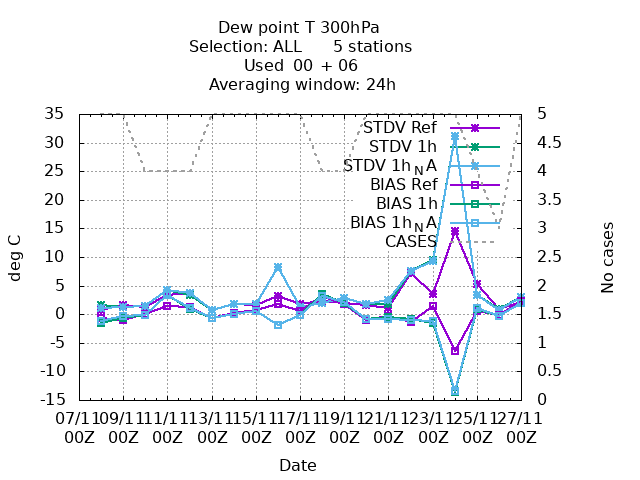 Dew point T 300hPa
Selection: ALL 5 stations
Used 00 + 06
Averaging window: 24h
35 30 25 20 15 10 5 0 -5 -10 -15
deg C
5 4.5 4 3.5 3 2.5 2 1.5 1 0.5 0
No cases
STDV Ref
STDV 1h
STDV 1h_N A
BIAS Ref
BIAS 1h
BIAS 1h_N A
CASES
07/11 09/11 11/11 13/11 15/11 17/11 19/11 21/11 23/11 25/11 27/11
00Z 00Z 00Z 00Z 00Z 00Z 00Z 00Z 00Z 00Z 00Z
Date